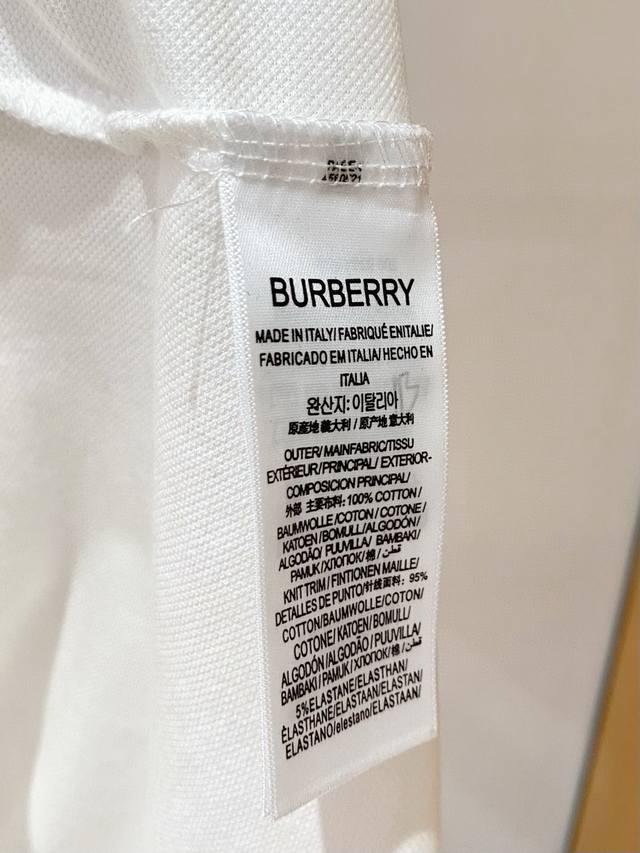 BURBERRY
MADE IN ITALY/ FABRIQUÉ ENITALIE/
FABRICADO EM ITALIA/ HECHO EN
ITALIA
완산지: 이탈리아
原産地 義大利 / 原产地 意大利
OUTER/ MAINFABRIC/TISSU
EXTÉRIEUR/PRINCIPAL/ EXTERIOR-
COMPOSICION PRINCIPAL/
外部 主要布料: 100% COTTON/
BAUMWOLLE/COTON/ COTONE/
KATOEN/BOMULL/ALGODÓN/
ALGODÃO/ PUUVILLA/ BAMBAKI/
PAMUK/ХЛОПОК/棉/ قطن/
KNIT TRIM / FINTIONEN MAILLE/
DETALLES DE PUNTO/针线面料: 95%
COTTON/BAUMWOLLE/COTON/
COTONE/ KATOEN/ BOMULL/
ALGODÓN/ALGODÃO/PUUVILLA/
BAMBAKI/PAMUK/ХЛОПОК/棉/ قطن/
5%ELASTANE/ELASTHAN/
ÉLASTHANE/ELASTAAN/ELASTAN/
ELASTANO/elestano/ELASTAN/